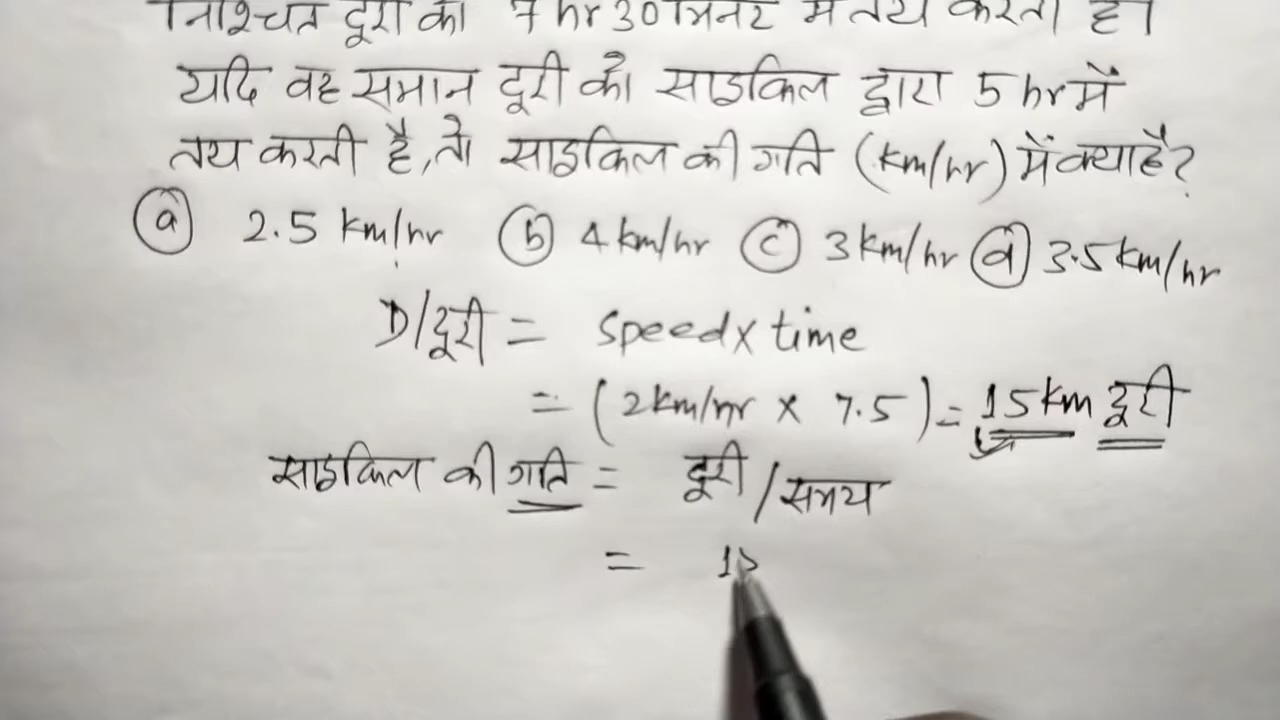 निश्चित दूरी को 7 hr 30 मिनट में तय करती है।
यदि वह समान दूरी को साइकिल द्वारा 5 hr में
तय करती है, तो साइकिल की गति (km/hr) में क्या है?
(a) 2.5 km/hr (b) 4 km/hr (c) 3 km/hr (d) 3.5 km/hr
D/दूरी = Speed x time
= (2 km/hr x 7.5) = 15 km दूरी
साइकिल की गति = दूरी / समय
= 15